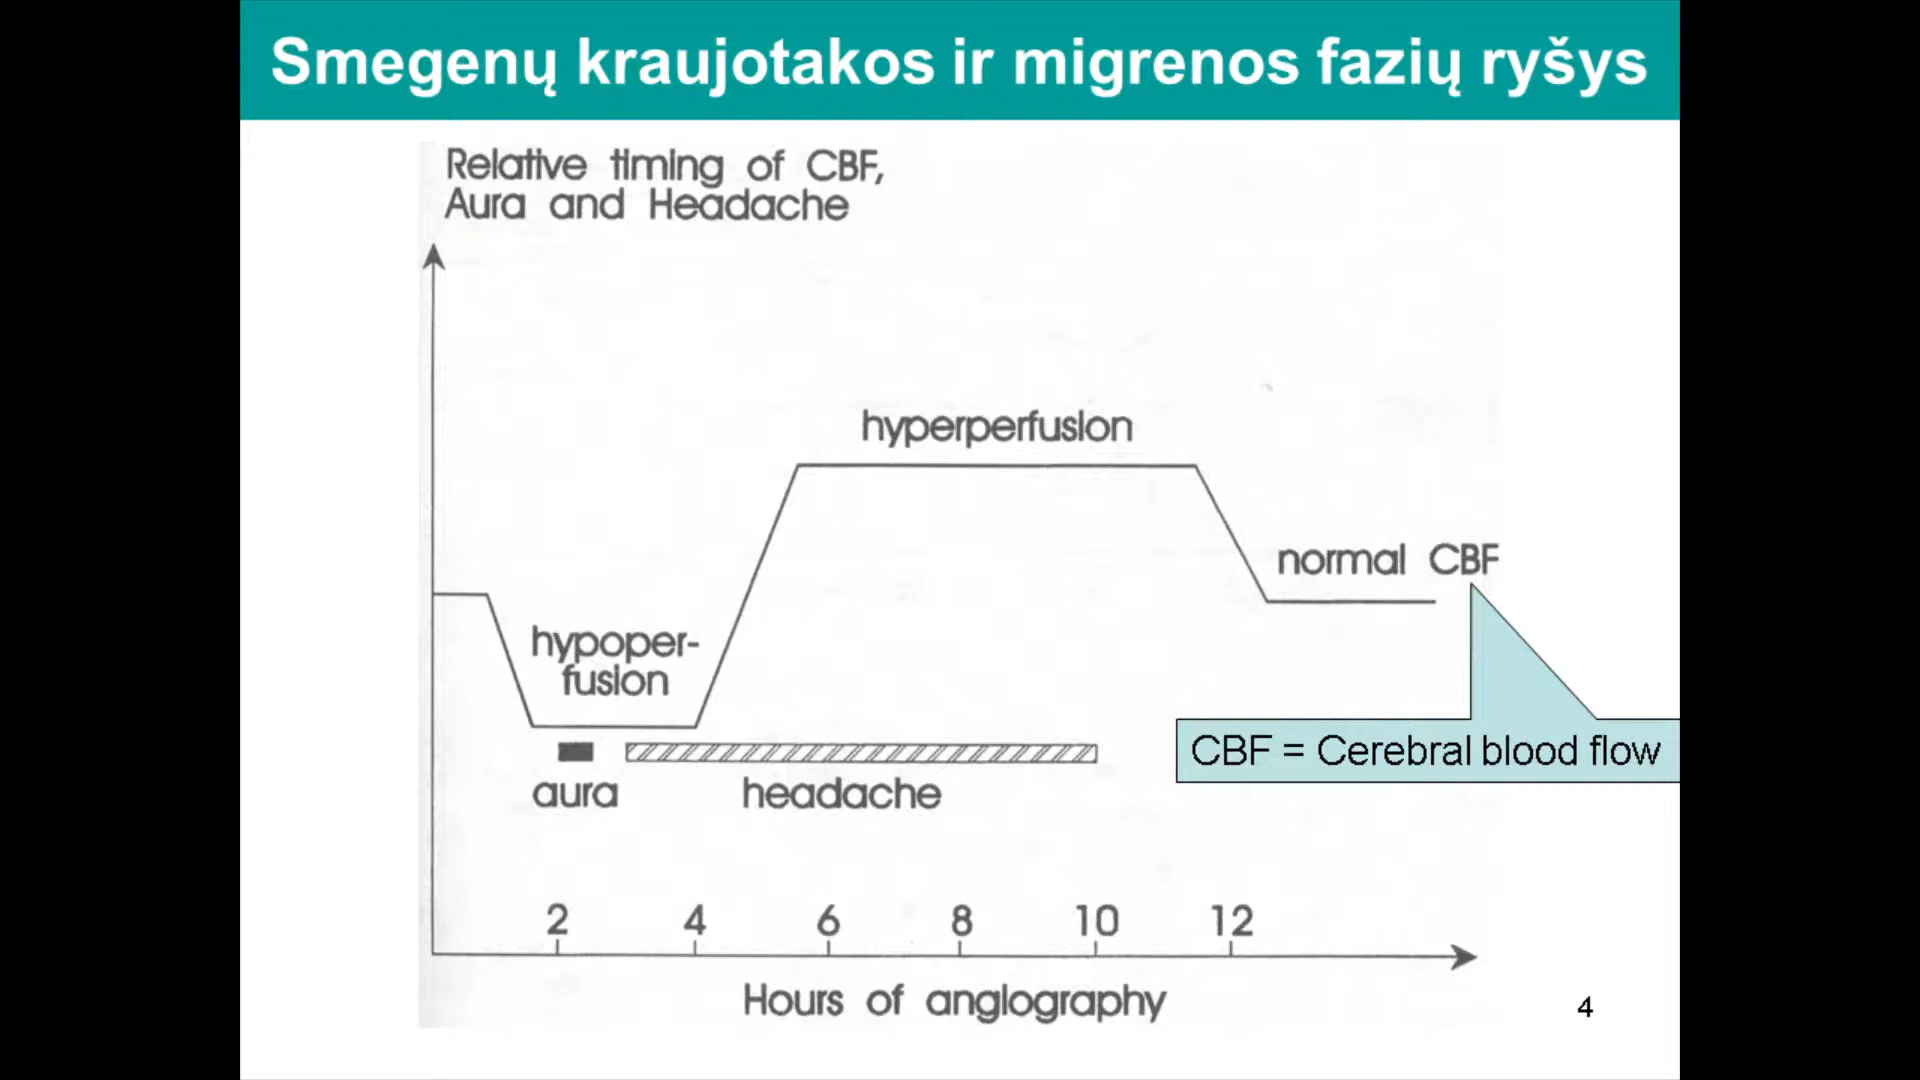 Smegenų kraujotakos ir migrenos fazių ryšys
Relative timing of CBF,
Aura and Headache
hyperperfusion
normal CBF
hypoper-
fusion
CBF = Cerebral blood flow
aura
headache
2 4 6 8 10 12
Hours of angiography
4